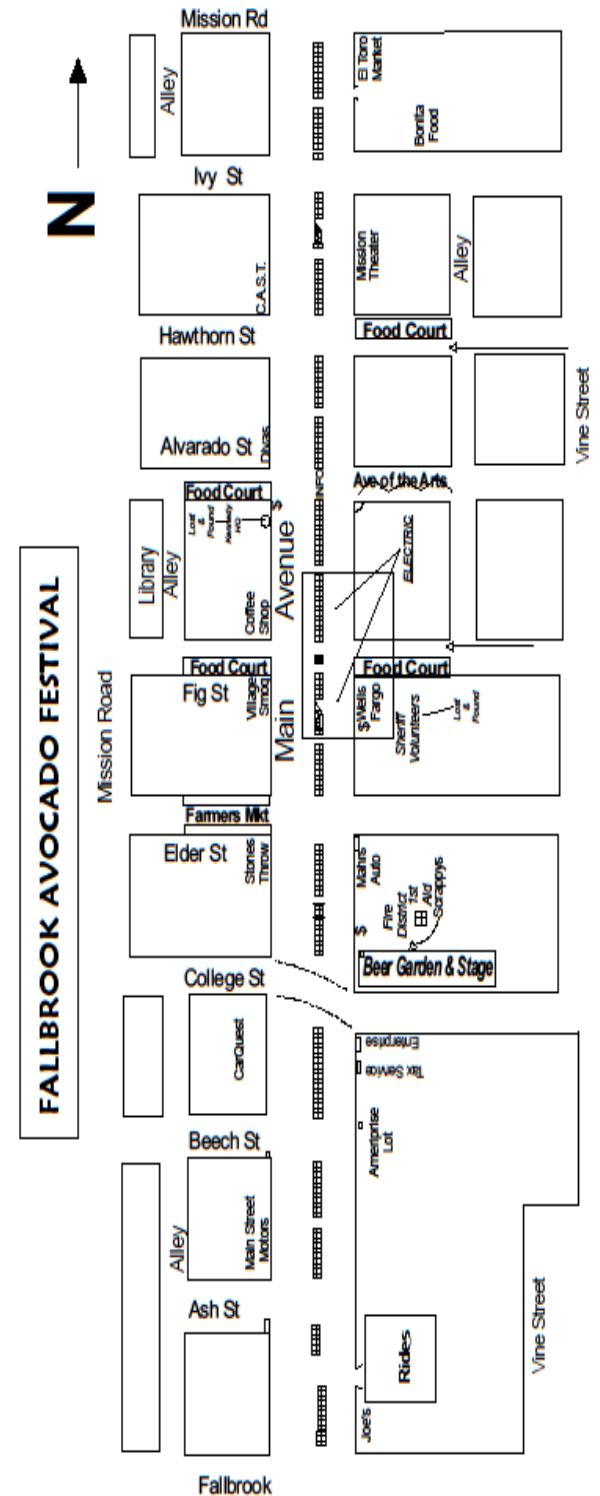 FALLBROOK AVOCADO FESTIVAL
Mission Rd
N
Alley
El Toro
Market
Bonita
Food
Ivy St
C.A.S.T.
Mission
Theater
Alley
Hawthorn St
Food Court
Alvarado St
Divas
Vine Street
Food Court
INFO
Ave of the Arts
$
Library
Alley
Lost
&
Found
HQ
Coffee
Shop
Avenue
ELECTRIC
Mission Road
Food Court
Fig St
Village
Smog
Main
Food Court
$Wells
Fargo
Sheriff
Volunteers
Lost
&
Found
Farmers Mkt
Elder St
Stones
Throw
Mahrs
Auto
$
Fire
District
1st
Aid
Scrappys
Beer Garden & Stage
College St
CarQuest
Enterprise
Tax Service
Beech St
Ameriprise
Lot
Alley
Main Street
Motors
Ash St
Rides
Joe's
Vine Street
Fallbrook